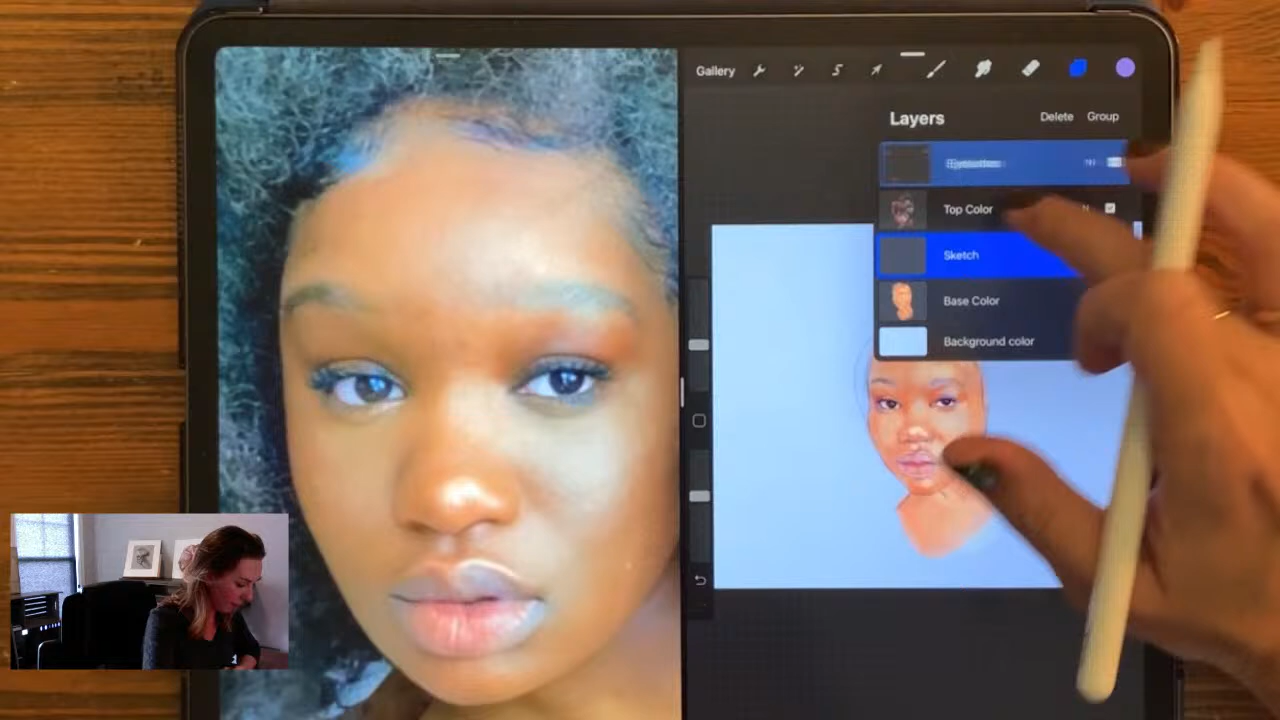 Gallery
Layers
Delete Group
Top Color N
Sketch
Base Color
Background color